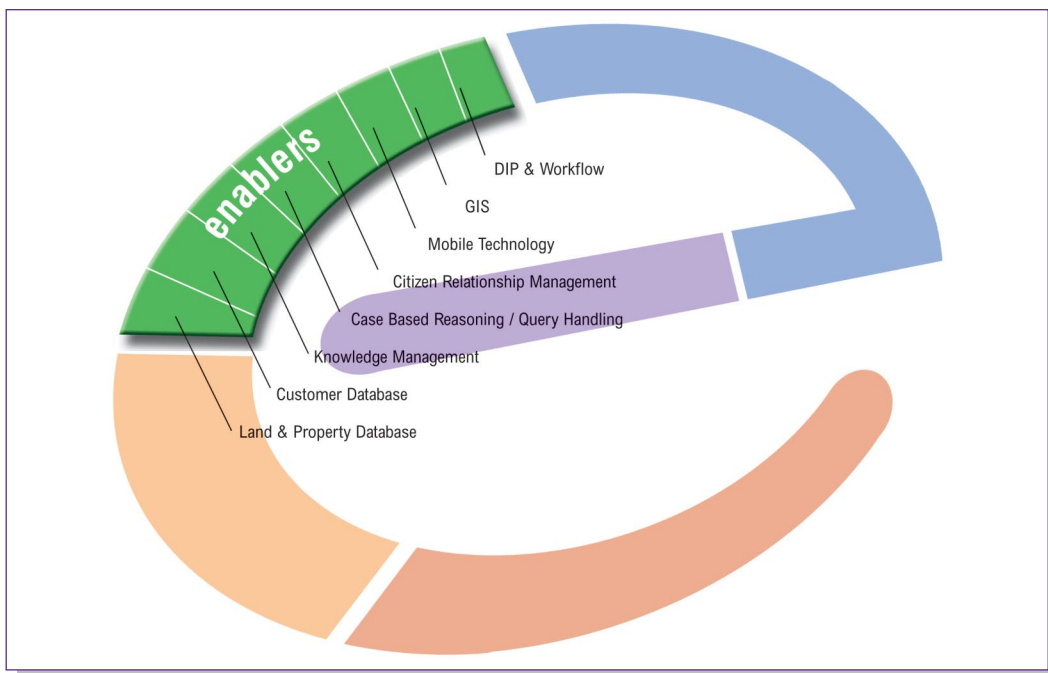 enablers
DIP & Workflow
GIS
Mobile Technology
Citizen Relationship Management
Case Based Reasoning / Query Handling
Knowledge Management
Customer Database
Land & Property Database